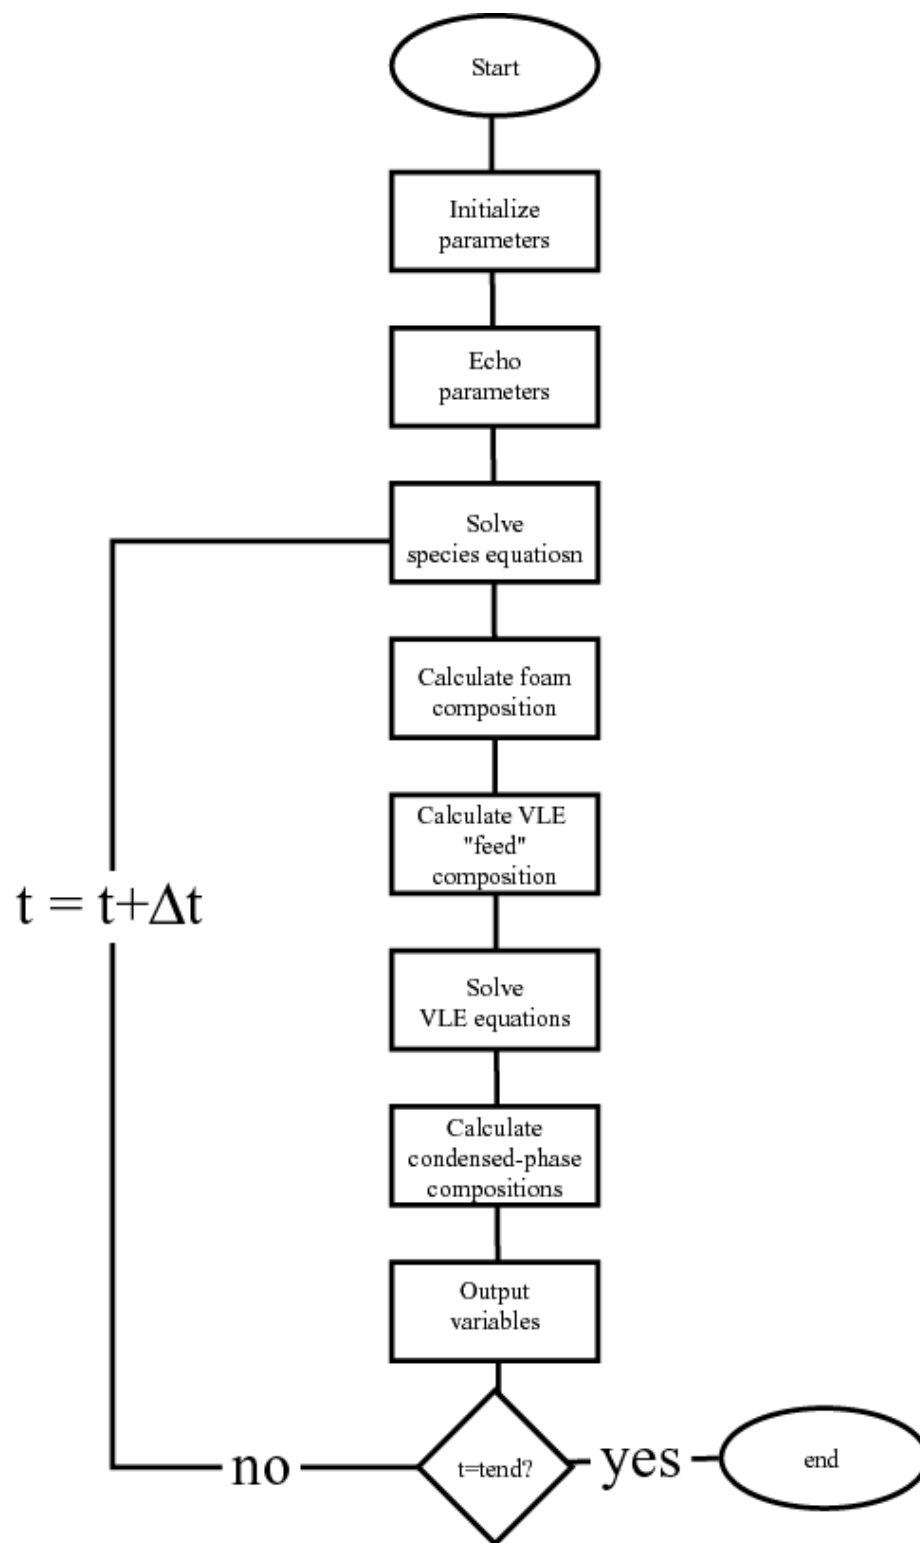 Start
Initialize
parameters
Echo
parameters
Solve
species equatiosn
Calculate foam
composition
Calculate VLE
"feed"
composition
t = t+Δt
Solve
VLE equations
Calculate
condensed-phase
compositions
Output
variables
no
t=tend?
yes
end